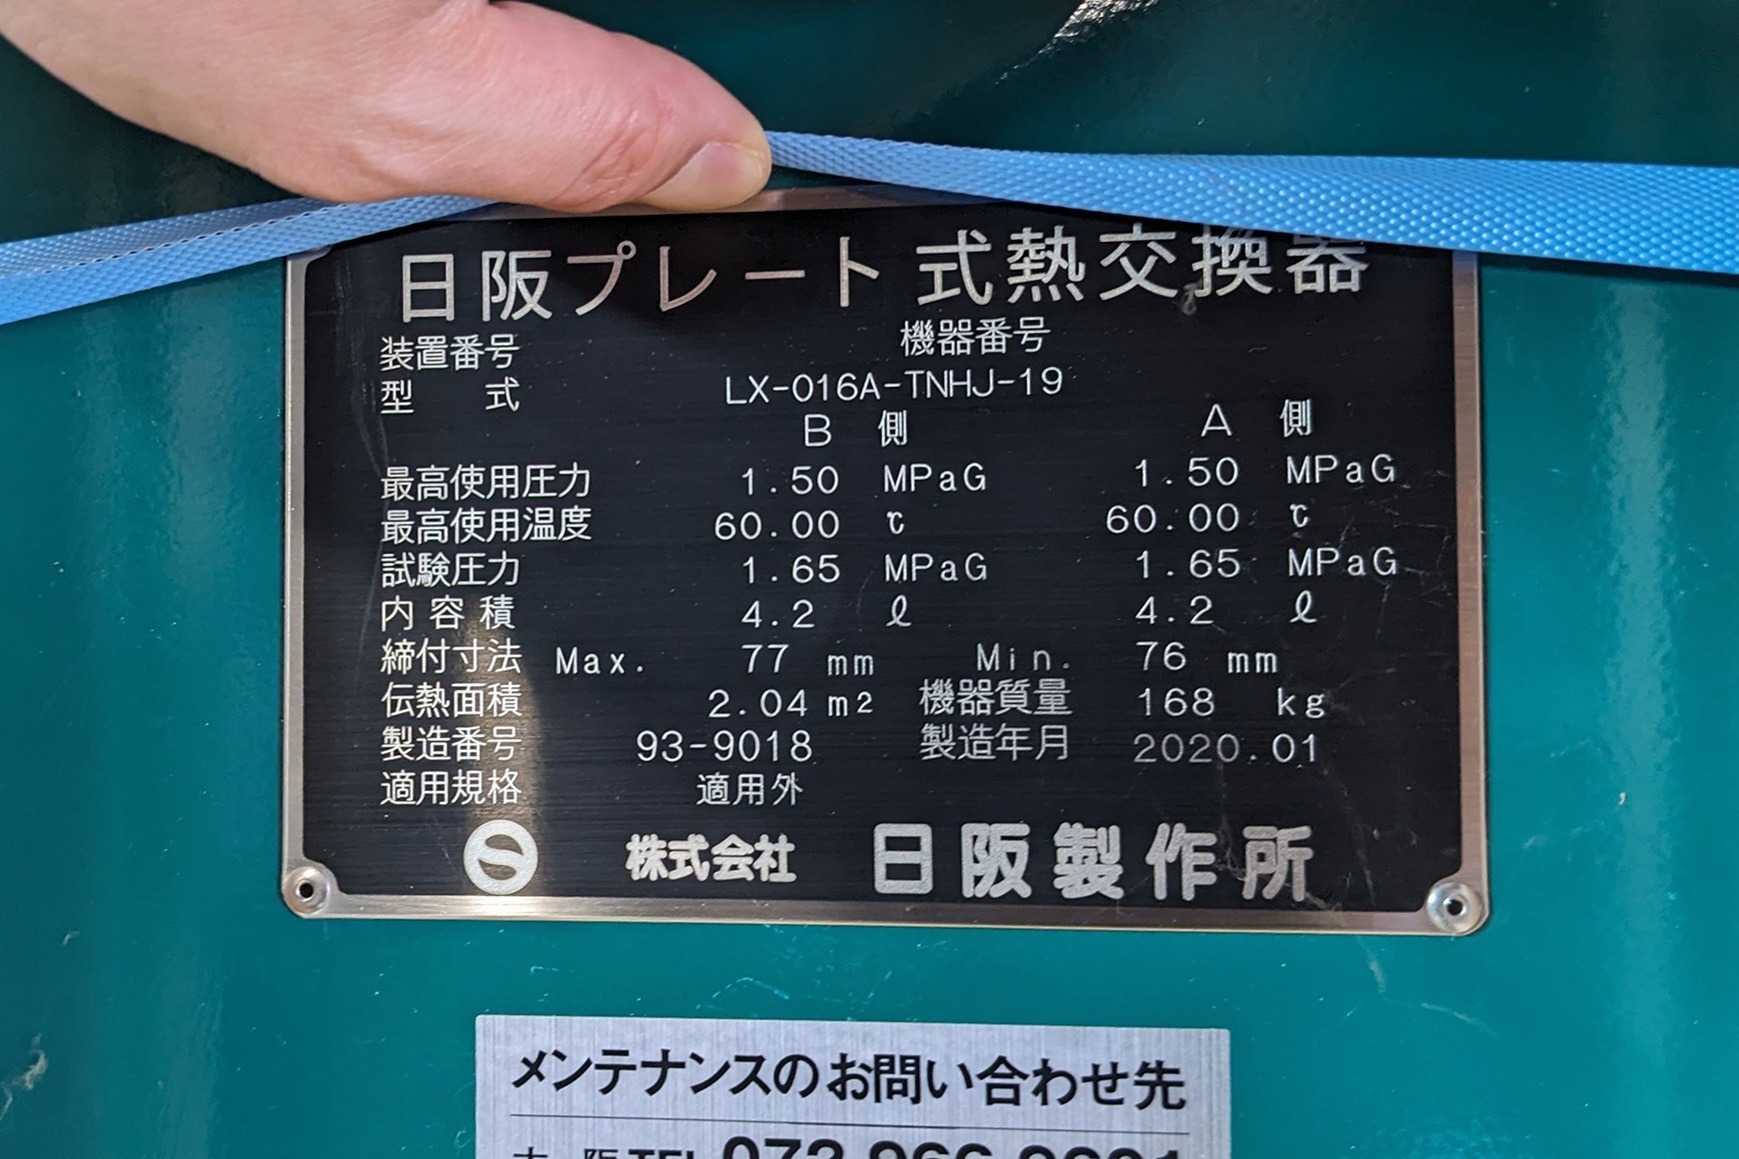 日阪プレート式熱交換器
装置番号 機器番号
型 式 LX-016A-TNHJ-19
B 側 A 側
最高使用圧力 1.50 MPaG 1.50 MPaG
最高使用温度 60.00 ℃ 60.00 ℃
試験圧力 1.65 MPaG 1.65 MPaG
内容積 4.2 ℓ 4.2 ℓ
締付寸法 Max. 77 mm Min. 76 mm
伝熱面積 2.04 m2 機器質量 168 kg
製造番号 93-9018 製造年月 2020.01
適用規格 適用外
株式会社 日阪製作所
メンテナンスのお問い合わせ先